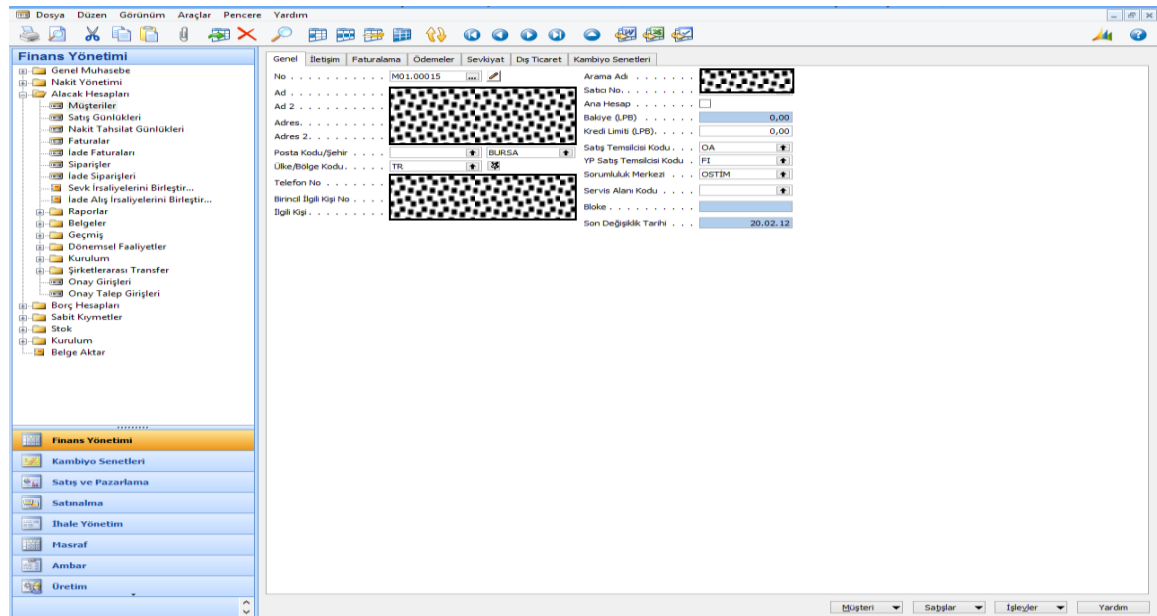 Dosya Düzen Görünüm Araçlar Pencere Yardım
Finans Yönetimi
Genel Muhasebe
Nakit Yönetimi
Alacak Hesapları
Müşteriler
Satış Günlükleri
Nakit Tahsilat Günlükleri
Faturalar
İade Faturaları
Siparişler
İade Siparişleri
Sevk İrsaliyelerini Birleştir...
İade Alış İrsaliyelerini Birleştir...
Raporlar
Belgeler
Geçmiş
Dönemsel Faaliyetler
Kurulum
Şirketlerarası Transfer
Onay Girişleri
Onay Talep Girişleri
Borç Hesapları
Sabit Kıymetler
Stok
Kurulum
Belge Aktar
Finans Yönetimi
Kambiyo Senetleri
Satış ve Pazarlama
Satınalma
İhale Yönetim
Masraf
Ambar
Üretim
Genel İletişim Faturalama Ödemeler Sevkiyat Dış Ticaret Kambiyo Senetleri
No . . . . . . . . . . . . M01.00015 ...
Ad . . . . . . . . . . . .
Ad 2 . . . . . . . . . . .
Adres. . . . . . . . . . .
Adres 2. . . . . . . . . .
Posta Kodu/Şehir . . . . BURSA
Ülke/Bölge Kodu. . . . . TR
Telefon No . . . . . . . .
Birincil İlgili Kişi No . . . .
İlgili Kişi . . . . . . . . . .
Arama Adı . . . . . . .
Satıcı No. . . . . . . . .
Ana Hesap . . . . . . .
Bakiye (LPB) . . . . . . 0,00
Kredi Limiti (LPB). . . . . 0,00
Satış Temsilcisi Kodu. . . OA
YP Satış Temsilcisi Kodu . FI
Sorumluluk Merkezi . . . OSTİM
Servis Alanı Kodu . . . .
Bloke . . . . . . . . . .
Son Değişiklik Tarihi . . . 20.02.12
Müşteri Satışlar İşlevler Yardım